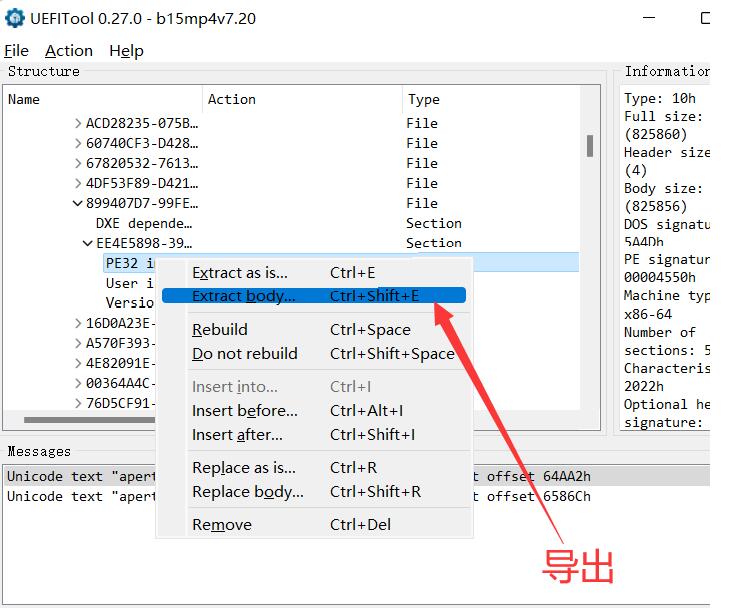 UEFITool 0.27.0 - b15mp4v7.20
File Action Help
Structure
Name Action Type
ACD28235-075B... File
60740CF3-D428... File
67820532-7613... File
4DF53F89-D421... File
899407D7-99FE... File
DXE depende... Section
EE4E5898-39... Section
PE32 i
User i
Versio
16D0A23E-
A570F393-
4E82091E-
00364A4C-
76D5CF91-
Extract as is... Ctrl+E
Extract body... Ctrl+Shift+E
Rebuild Ctrl+Space
Do not rebuild Ctrl+Shift+Space
Insert into... Ctrl+I
Insert before... Ctrl+Alt+I
Insert after... Ctrl+Shift+I
Replace as is... Ctrl+R
Replace body... Ctrl+Shift+R
Remove Ctrl+Del
Information
Type: 10h
Full size:
(825860)
Header size
(4)
Body size:
(825856)
DOS signatu
5A4Dh
PE signatur
00004550h
Machine typ
x86-64
Number of
sections: 5
Characteris
2022h
Optional he
signature:
Messages
Unicode text "apert t offset 64AA2h
Unicode text "apert t offset 6586Ch
导出